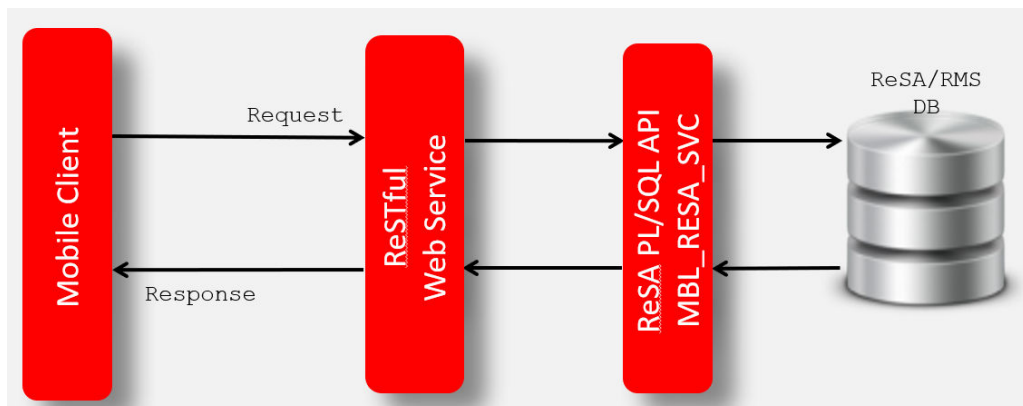 Mobile Client
Request
Response
ReSTful
Web Service
ReSA PL/SQL API
MBL_RESA_SVC
ReSA/RMS
DB